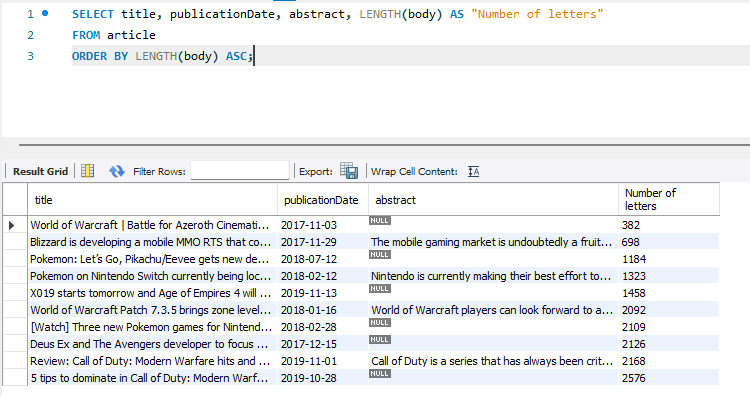 1 SELECT title, publicationDate, abstract, LENGTH(body) AS "Number of letters"
2 FROM article
3 ORDER BY LENGTH(body) ASC;
Result Grid Filter Rows: Export: Wrap Cell Content: IA
title publicationDate abstract Number of letters
World of Warcraft | Battle for Azeroth Cinemati... 2017-11-03 NULL 382
Blizzard is developing a mobile MMO RTS that co... 2017-11-29 The mobile gaming market is undoubtedly a fruit... 698
Pokemon: Let's Go, Pikachu/Eevee gets new de... 2018-07-12 NULL 1184
Pokemon on Nintendo Switch currently being loc... 2018-02-12 Nintendo is currently making their best effort to... 1323
X019 starts tomorrow and Age of Empires 4 will ... 2019-11-13 NULL 1458
World of Warcraft Patch 7.3.5 brings zone level... 2018-01-16 World of Warcraft players can look forward to a... 2092
[Watch] Three new Pokemon games for Nintend... 2018-02-28 NULL 2109
Deus Ex and The Avengers developer to focus ... 2017-12-15 NULL 2126
Review: Call of Duty: Modern Warfare hits and ... 2019-11-01 Call of Duty is a series that has always been crit... 2168
5 tips to dominate in Call of Duty: Modern Warf... 2019-10-28 NULL 2576